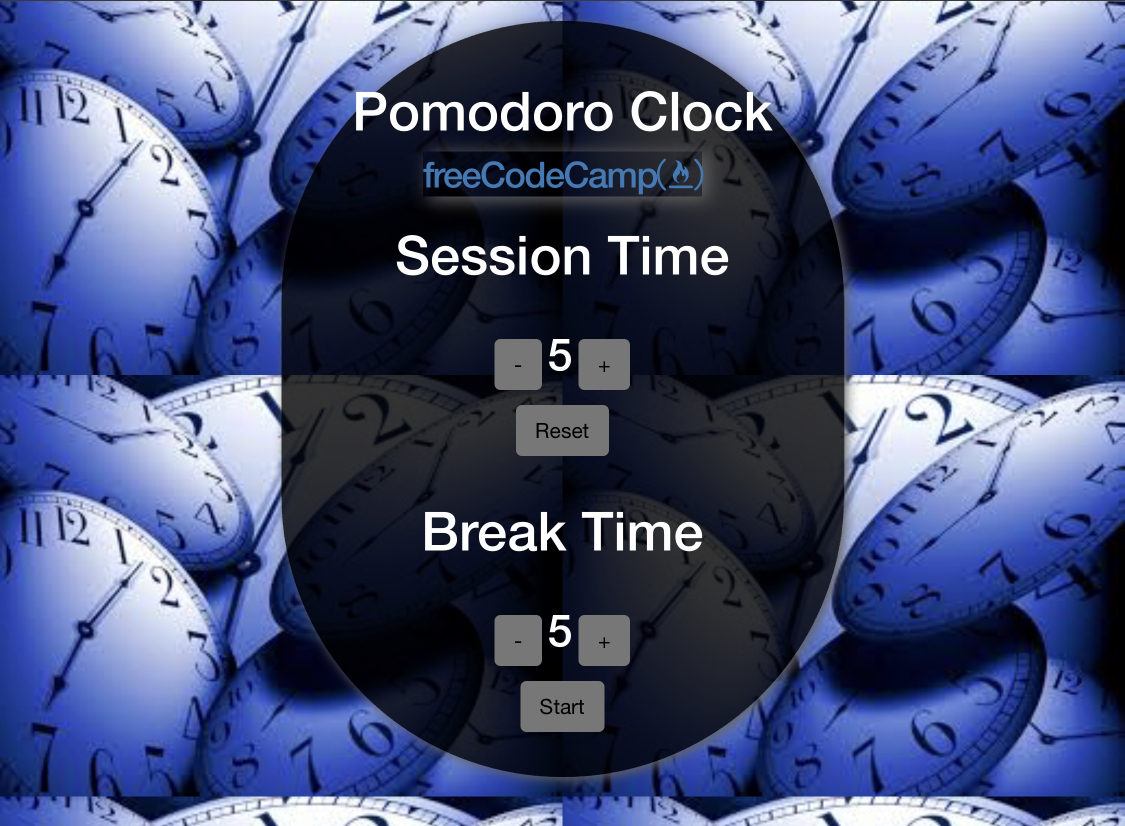 Pomodoro Clock
freeCodeCamp(🔥)
Session Time
- 5 +
Reset
Break Time
- 5 +
Start